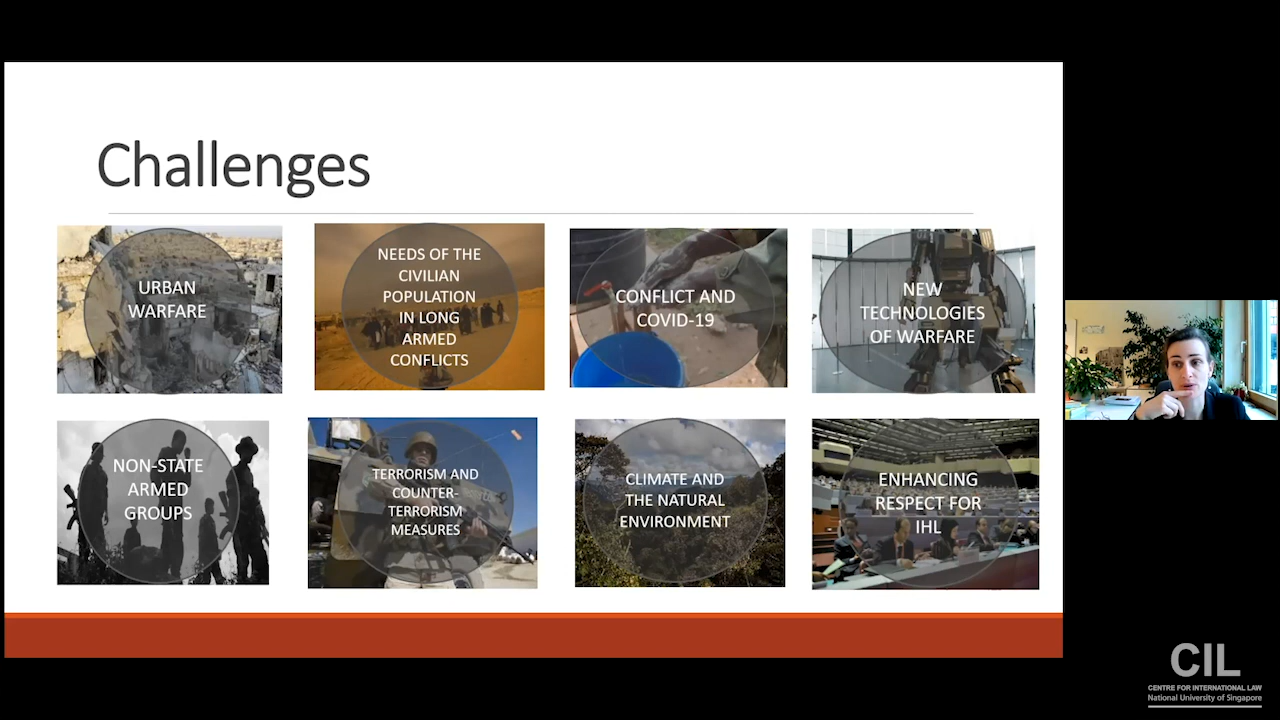 Challenges
URBAN
WARFARE
NEEDS OF THE
CIVILIAN
POPULATION
IN LONG
ARMED
CONFLICTS
CONFLICT AND
COVID-19
NEW
TECHNOLOGIES
OF WARFARE
NON-STATE
ARMED
GROUPS
TERRORISM AND
COUNTER-
TERRORISM
MEASURES
CLIMATE AND
THE NATURAL
ENVIRONMENT
ENHANCING
RESPECT FOR
IHL
CIL
CENTRE FOR INTERNATIONAL LAW
National University of Singapore